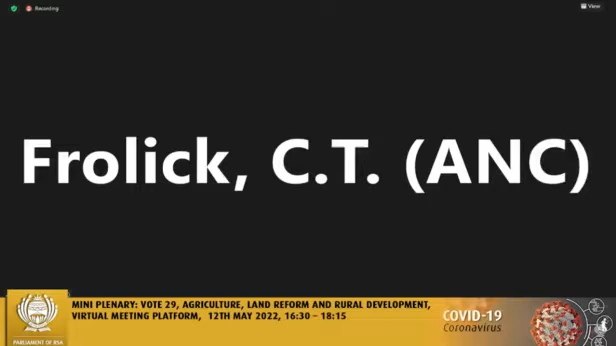 Recording
View
Frolick, C.T. (ANC)
MINI PLENARY: VOTE 29, AGRICULTURE, LAND REFORM AND RURAL DEVELOPMENT,
VIRTUAL MEETING PLATFORM, 12TH MAY 2022, 16:30 – 18:15
COVID-19
Coronavirus
PARLIAMENT OF RSA